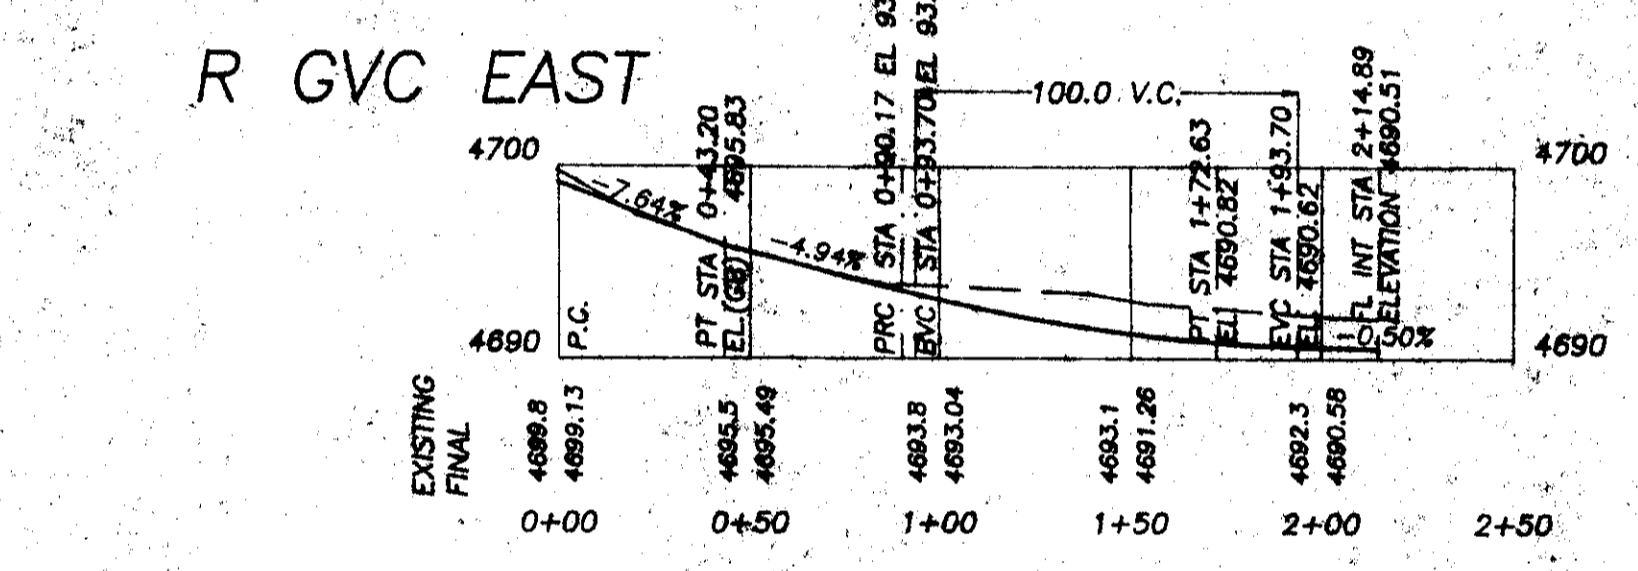 R GVC EAST
100.0 V.C.
4700
4700
-7.64%
-4.94%
-0.50%
P.C.
PT STA 0+43.20
EL.(GB) 4695.83
PRC STA 0+90.17 EL 93
BVC STA 0+93.70 EL 93.
PT STA 1+72.63
EL 4690.82
EVC STA 1+93.70
EL 4690.62
FL INT STA 2+14.89
ELEVATION 4690.51
4690
4690
EXISTING
FINAL
4699.8
4699.13
4695.5
4695.49
4693.8
4693.04
4693.1
4691.26
4692.3
4690.58
0+00 0+50 1+00 1+50 2+00 2+50